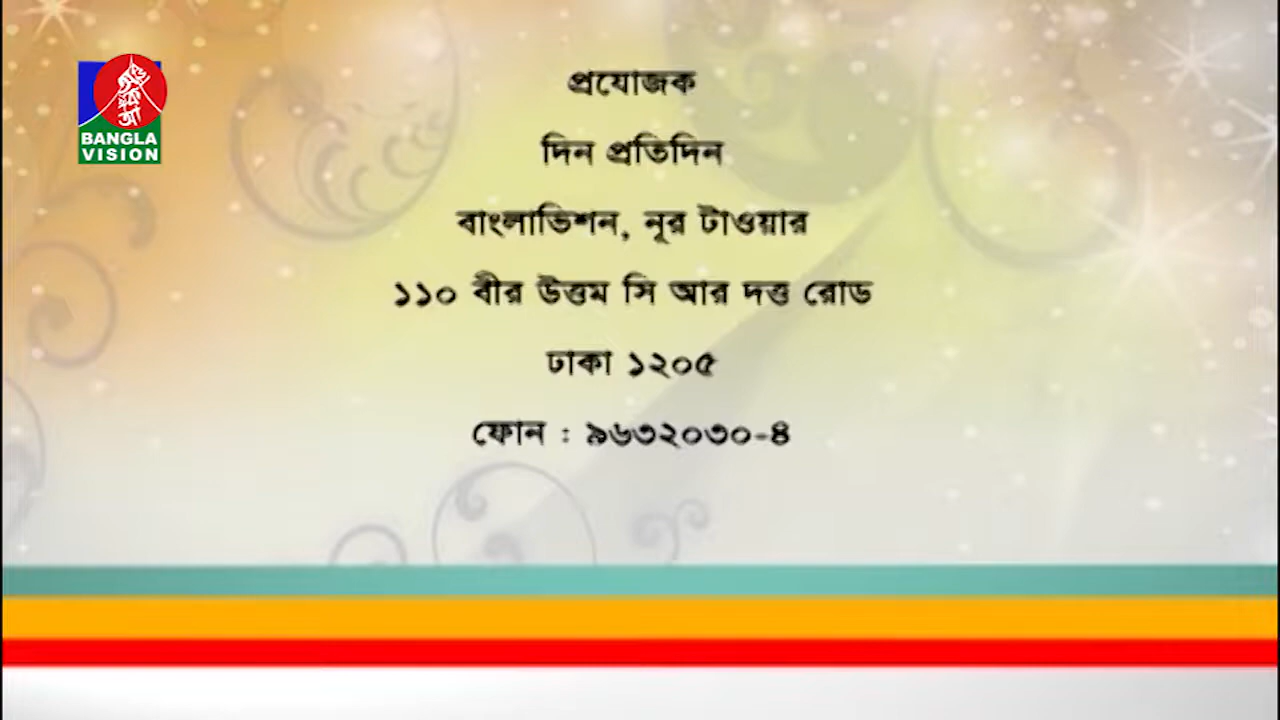 BANGLA
VISION
প্রযোজক
দিন প্রতিদিন
বাংলাভিশন, নূর টাওয়ার
১১০ বীর উত্তম সি আর দত্ত রোড
ঢাকা ১২০৫
ফোন : ৯৬৩২০৩০-৪